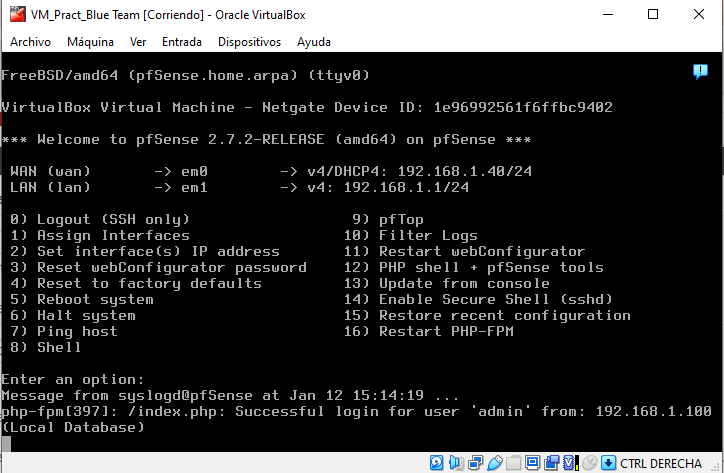 VM_Pract_Blue Team [Corriendo] - Oracle VirtualBox
Archivo Máquina Ver Entrada Dispositivos Ayuda
FreeBSD/amd64 (pfSense.home.arpa) (ttyv0)
VirtualBox Virtual Machine - Netgate Device ID: 1e96992561f6ffbc9402
*** Welcome to pfSense 2.7.2-RELEASE (amd64) on pfSense ***
WAN (wan) -> em0 -> v4/DHCP4: 192.168.1.40/24
LAN (lan) -> em1 -> v4: 192.168.1.1/24
0) Logout (SSH only) 9) pfTop
1) Assign Interfaces 10) Filter Logs
2) Set interface(s) IP address 11) Restart webConfigurator
3) Reset webConfigurator password 12) PHP shell + pfSense tools
4) Reset to factory defaults 13) Update from console
5) Reboot system 14) Enable Secure Shell (sshd)
6) Halt system 15) Restore recent configuration
7) Ping host 16) Restart PHP-FPM
8) Shell
Enter an option:
Message from syslogd@pfSense at Jan 12 15:14:19 ...
php-fpm[397]: /index.php: Successful login for user 'admin' from: 192.168.1.100
(Local Database)
CTRL DERECHA